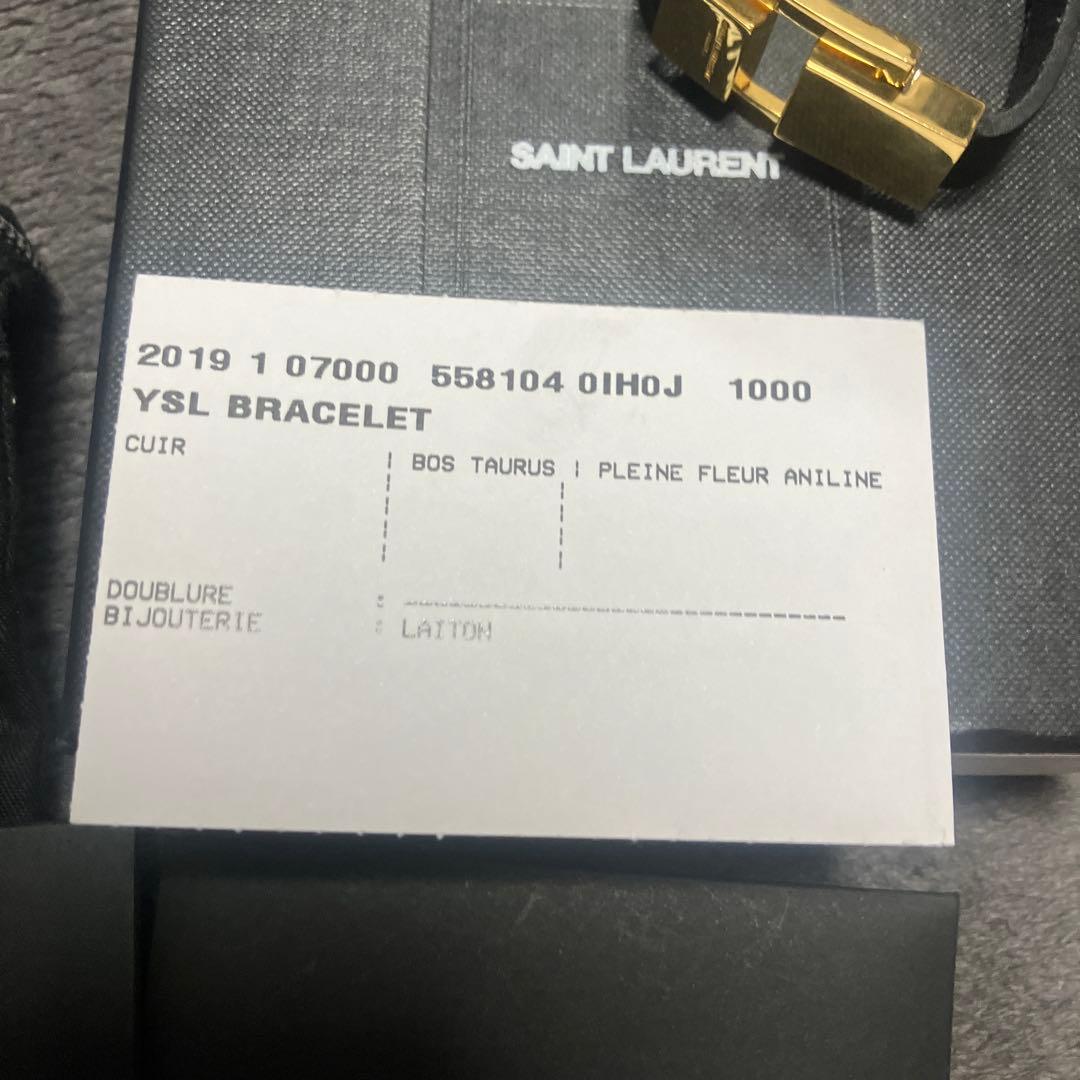 SAINT LAURENT
2019 1 07000 558104 0IH0J 1000
YSL BRACELET
CUIR | BOS TAURUS | PLEINE FLEUR ANILINE
DOUBLURE : ------------------------------
BIJOUTERIE : LAITON